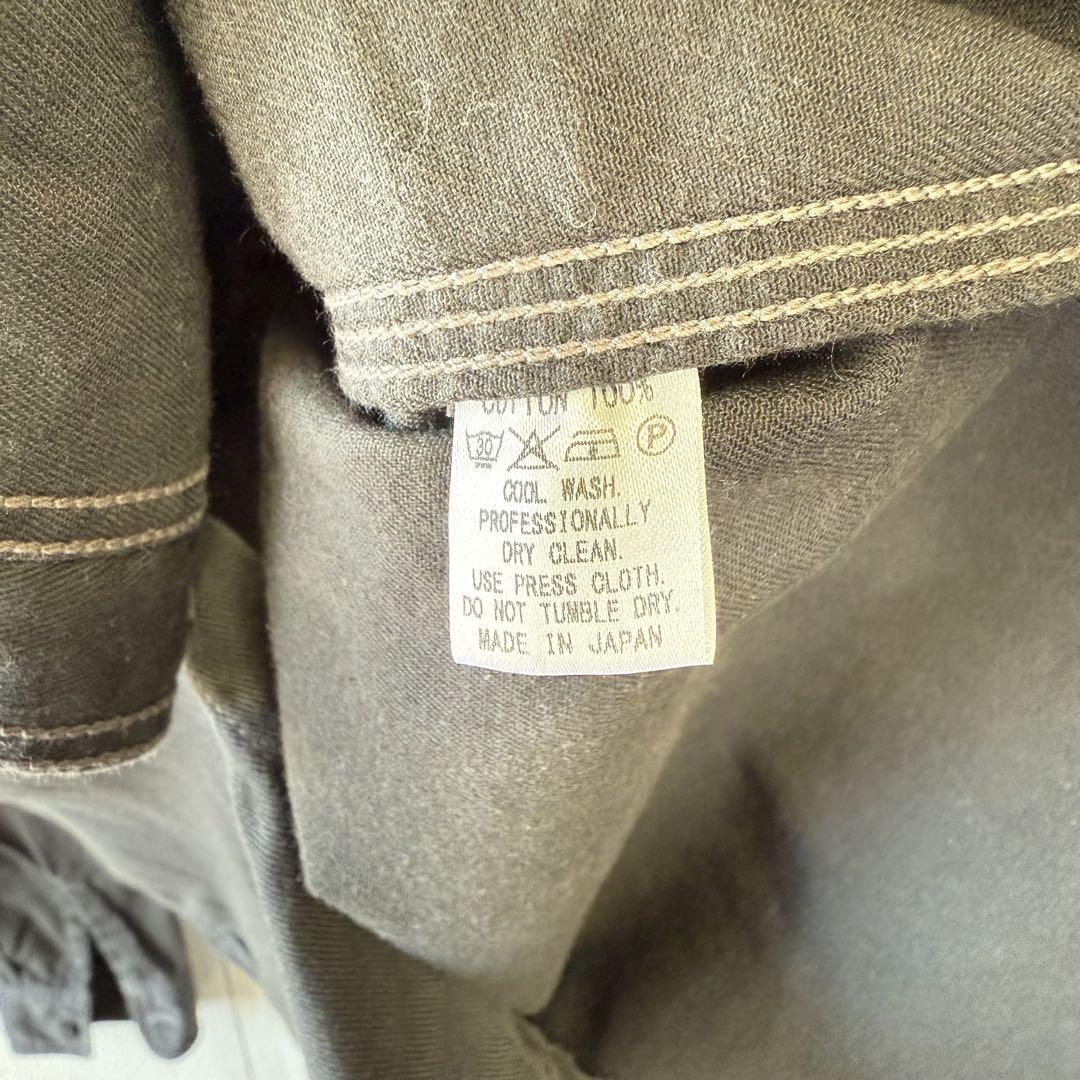 COTTON 100%
30 P
COOL WASH.
PROFESSIONALLY
DRY CLEAN.
USE PRESS CLOTH.
DO NOT TUMBLE DRY.
MADE IN JAPAN